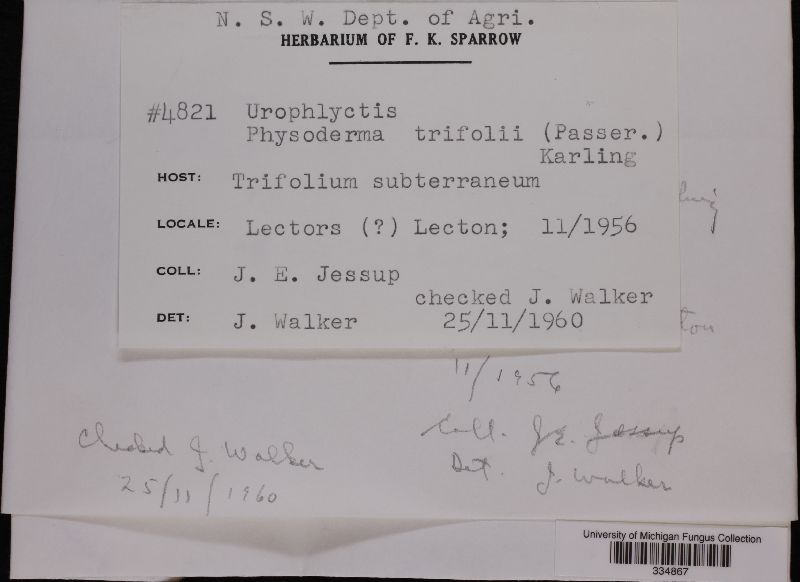 N. S. W. Dept. of Agri.
HERBARIUM OF F. K. SPARROW
#4821 Urophlyctis
Physoderma trifolii (Passer.)
Karling
HOST: Trifolium subterraneum
LOCALE: Lectors (?) Lecton; 11/1956
COLL: J. E. Jessup
checked J. Walker
DET: J. Walker 25/11/1960
11/1956
Checked J. Walker
25/11/1960
Coll. J. E. Jessup
Det. J. Walker
University of Michigan Fungus Collection
334867